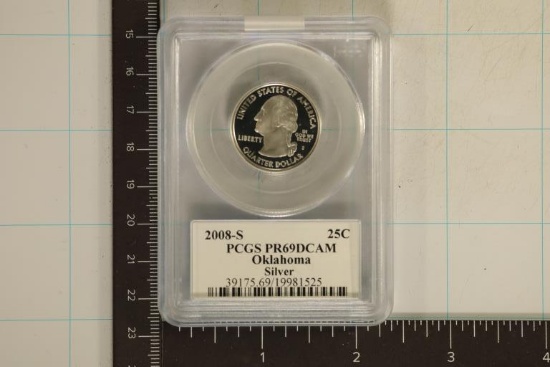 UNITED STATES OF AMERICA
LIBERTY
IN
GOD WE
TRUST
S
QUARTER DOLLAR
2008-S 25C
PCGS PR69DCAM
Oklahoma
Silver
39175.69/19981525
15
16
17
18
19
20
21
22
23
1 2 3 4